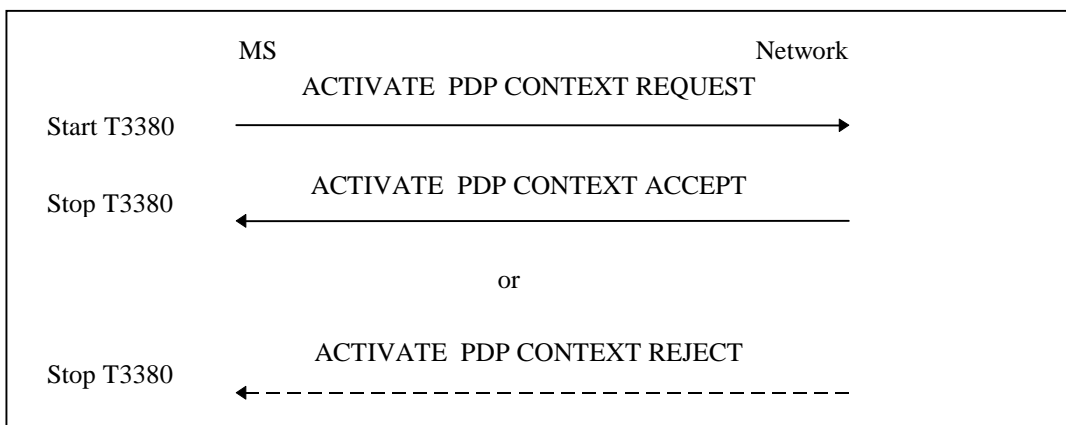 MS Network
ACTIVATE PDP CONTEXT REQUEST
Start T3380
ACTIVATE PDP CONTEXT ACCEPT
Stop T3380
or
ACTIVATE PDP CONTEXT REJECT
Stop T3380